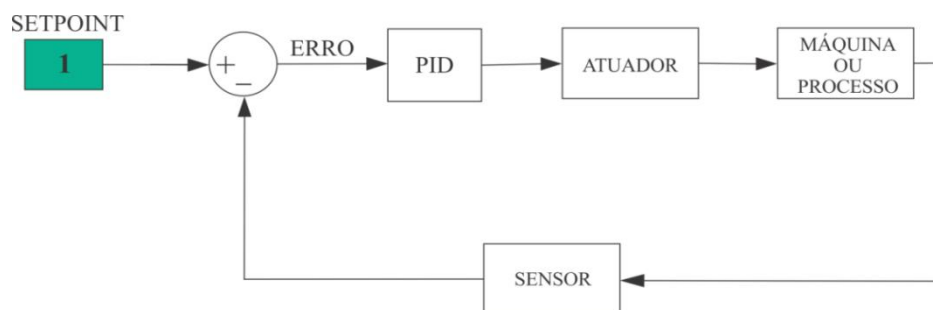 SETPOINT
1
+
−
ERRO
PID
ATUADOR
MÁQUINA
OU
PROCESSO
SENSOR